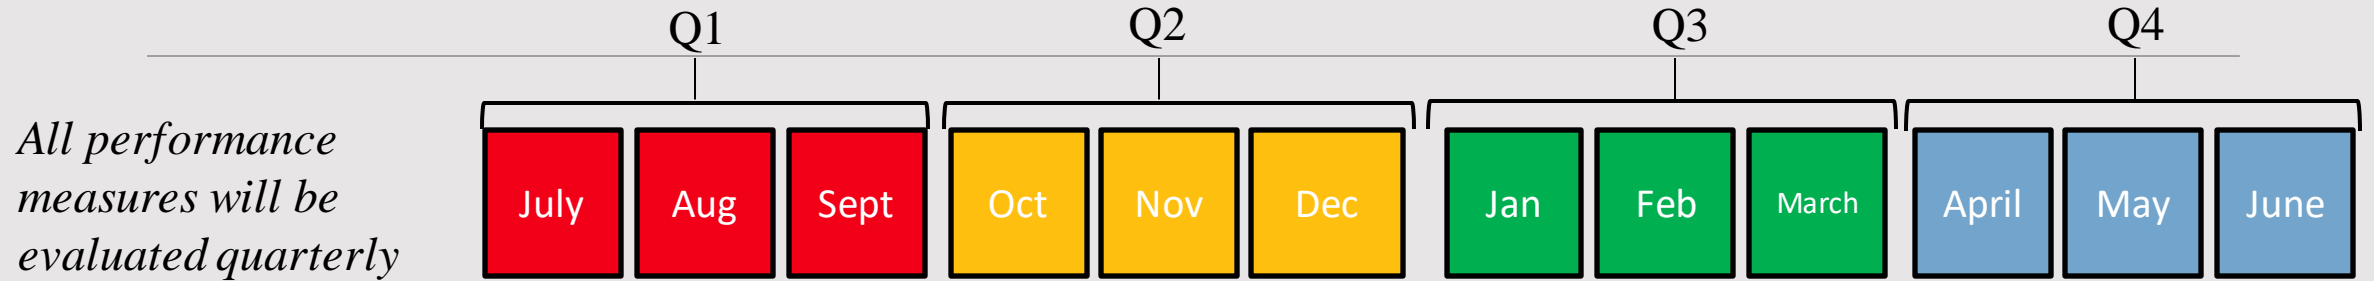 Q1 Q2 Q3 Q4
All performance
measures will be
evaluated quarterly
July Aug Sept Oct Nov Dec Jan Feb March April May June